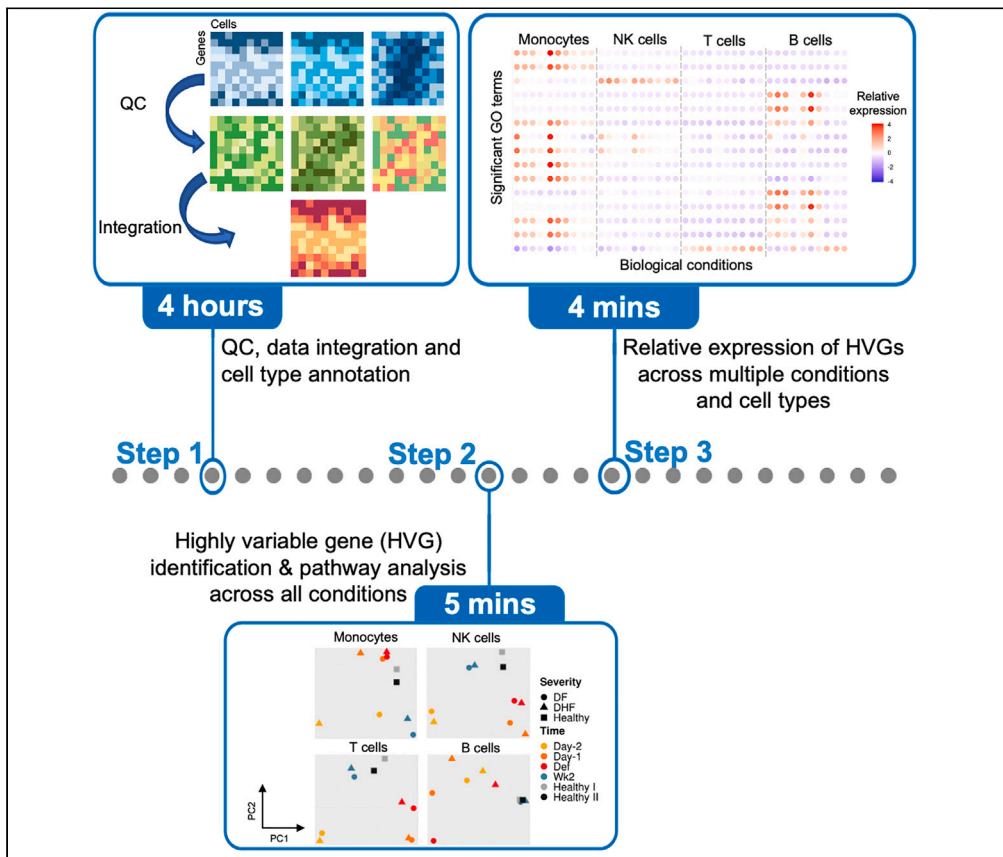 Cells
Genes
QC
Integration
4 hours
QC, data integration and
cell type annotation
Monocytes
NK cells
T cells
B cells
Significant GO terms
Relative
expression
4
2
0
-2
-4
Biological conditions
4 mins
Relative expression of HVGs
across multiple conditions
and cell types
Step 1
Step 2
Step 3
Highly variable gene (HVG)
identification & pathway analysis
across all conditions
5 mins
Monocytes
NK cells
T cells
B cells
PC2
PC1
Severity
DF
DHF
Healthy
Time
Day-2
Day-1
Def
Wk2
Healthy I
Healthy II